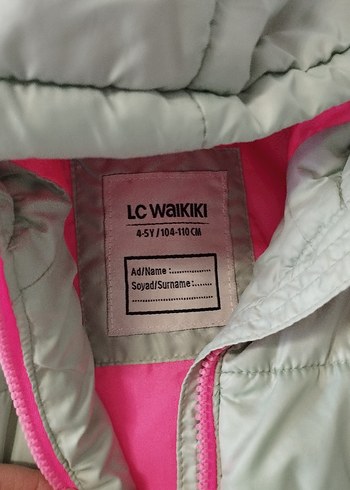 LC WAIKIKI
4-5Y / 104-110 CM
Ad/Name :................
Soyad/Surname:.......
........................